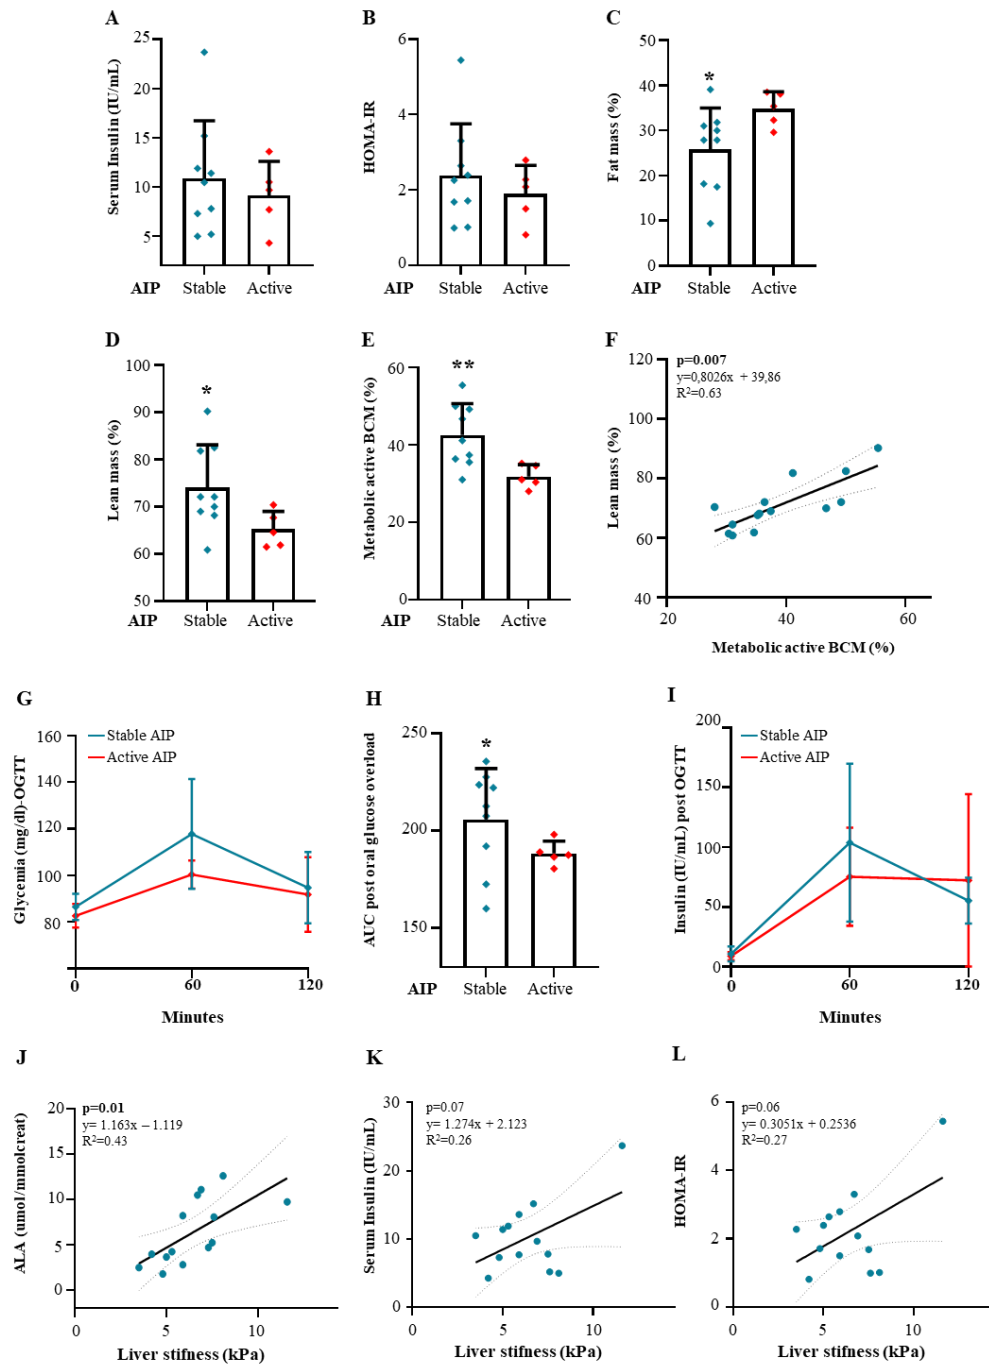 A
Serum Insulin (IU/mL)
25
20
15
10
5
AIP Stable Active
B
HOMA-IR
6
4
2
0
Stable Active
C
Fat mass (%)
50
40
30
20
10
0
*
AIP Stable Active
D
Lean mass (%)
100
90
80
70
60
50
*
AIP Stable Active
E
Metabolic active BCM (%)
60
40
20
0
**
AIP Stable Active
F
p=0.007
y=0,8026x + 39,86
R²=0.63
Lean mass (%)
120
100
80
60
40
20 40 60
Metabolic active BCM (%)
G
Stable AIP
Active AIP
Glycemia (mg/dl)-OGTT
160
140
120
100
80
0 60 120
Minutes
H
AUC post oral glucose overload
250
200
150
*
AIP Stable Active
I
Stable AIP
Active AIP
Insulin (IU/mL) post OGTT
200
150
100
50
0
0 60 120
Minutes
J
p=0.01
y= 1.163x – 1.119
R²=0.43
ALA (umol/mmolcreat)
20
15
10
5
0
0 5 10
Liver stifness (kPa)
K
p=0.07
y= 1.274x + 2.123
R²=0.26
Serum Insulin (IU/mL)
30
20
10
0
0 5 10
Liver stifness (kPa)
L
p=0.06
y= 0.3051x + 0.2536
R²=0.27
HOMA-IR
6
4
2
0
0 5 10
Liver stifness (kPa)